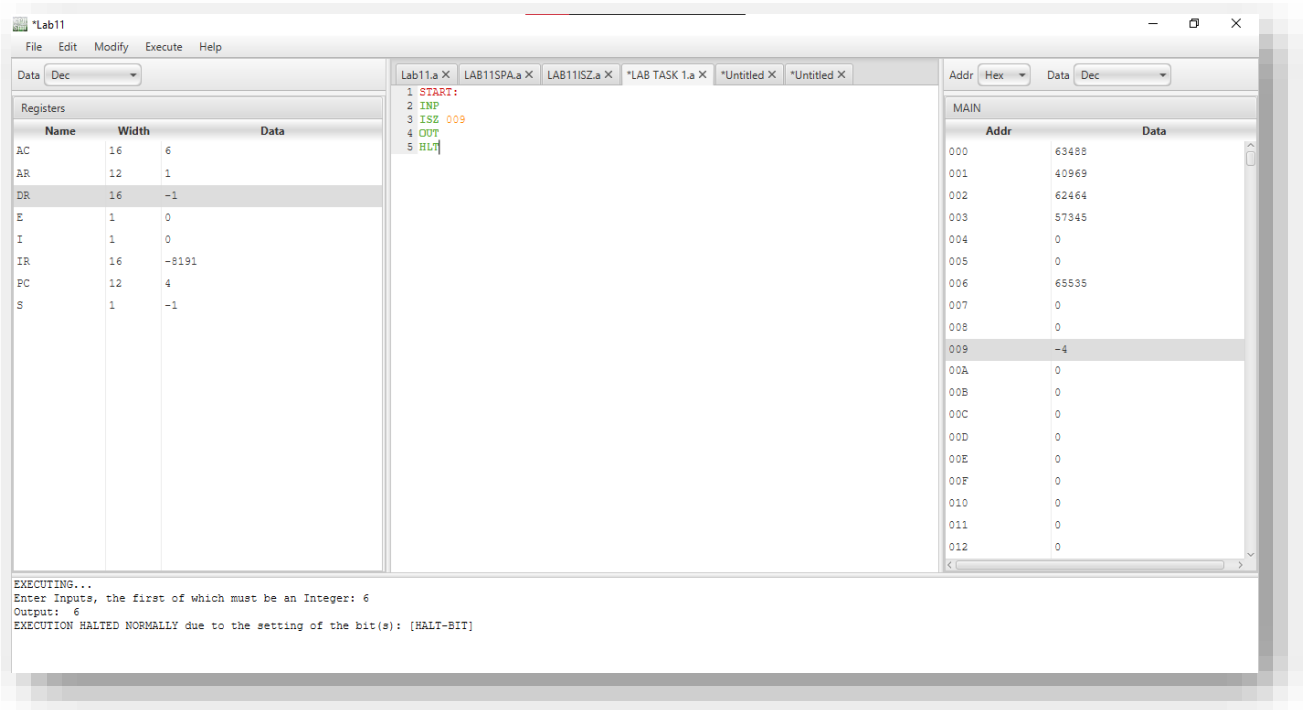 *Lab11
File Edit Modify Execute Help
Data Dec
Registers
Name Width Data
AC 16 6
AR 12 1
DR 16 -1
E 1 0
I 1 0
IR 16 -8191
PC 12 4
S 1 -1
Lab11.a LAB11SPA.a LAB11ISZ.a *LAB TASK 1.a *Untitled *Untitled
1 START:
2 INP
3 ISZ 009
4 OUT
5 HLT
Addr Hex Data Dec
MAIN
Addr Data
000 63488
001 40969
002 62464
003 57345
004 0
005 0
006 65535
007 0
008 0
009 -4
00A 0
00B 0
00C 0
00D 0
00E 0
00F 0
010 0
011 0
012 0
EXECUTING...
Enter Inputs, the first of which must be an Integer: 6
Output: 6
EXECUTION HALTED NORMALLY due to the setting of the bit(s): [HALT-BIT]